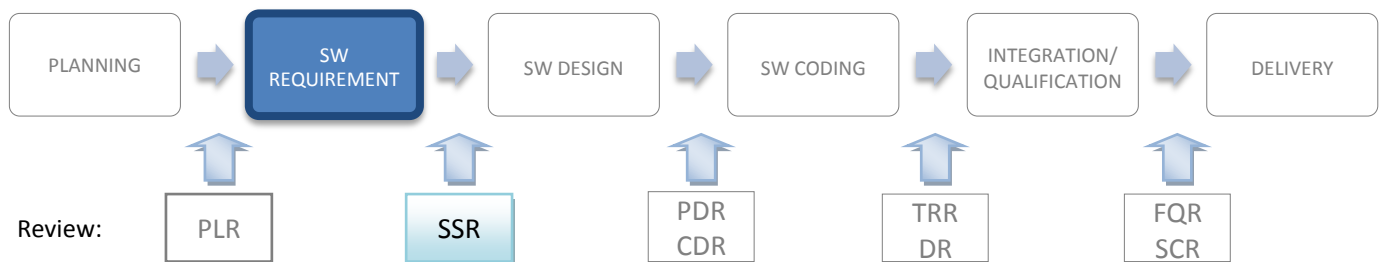 PLANNING
SW
REQUIREMENT
SW DESIGN
SW CODING
INTEGRATION/
QUALIFICATION
DELIVERY
Review:
PLR
SSR
PDR
CDR
TRR
DR
FQR
SCR